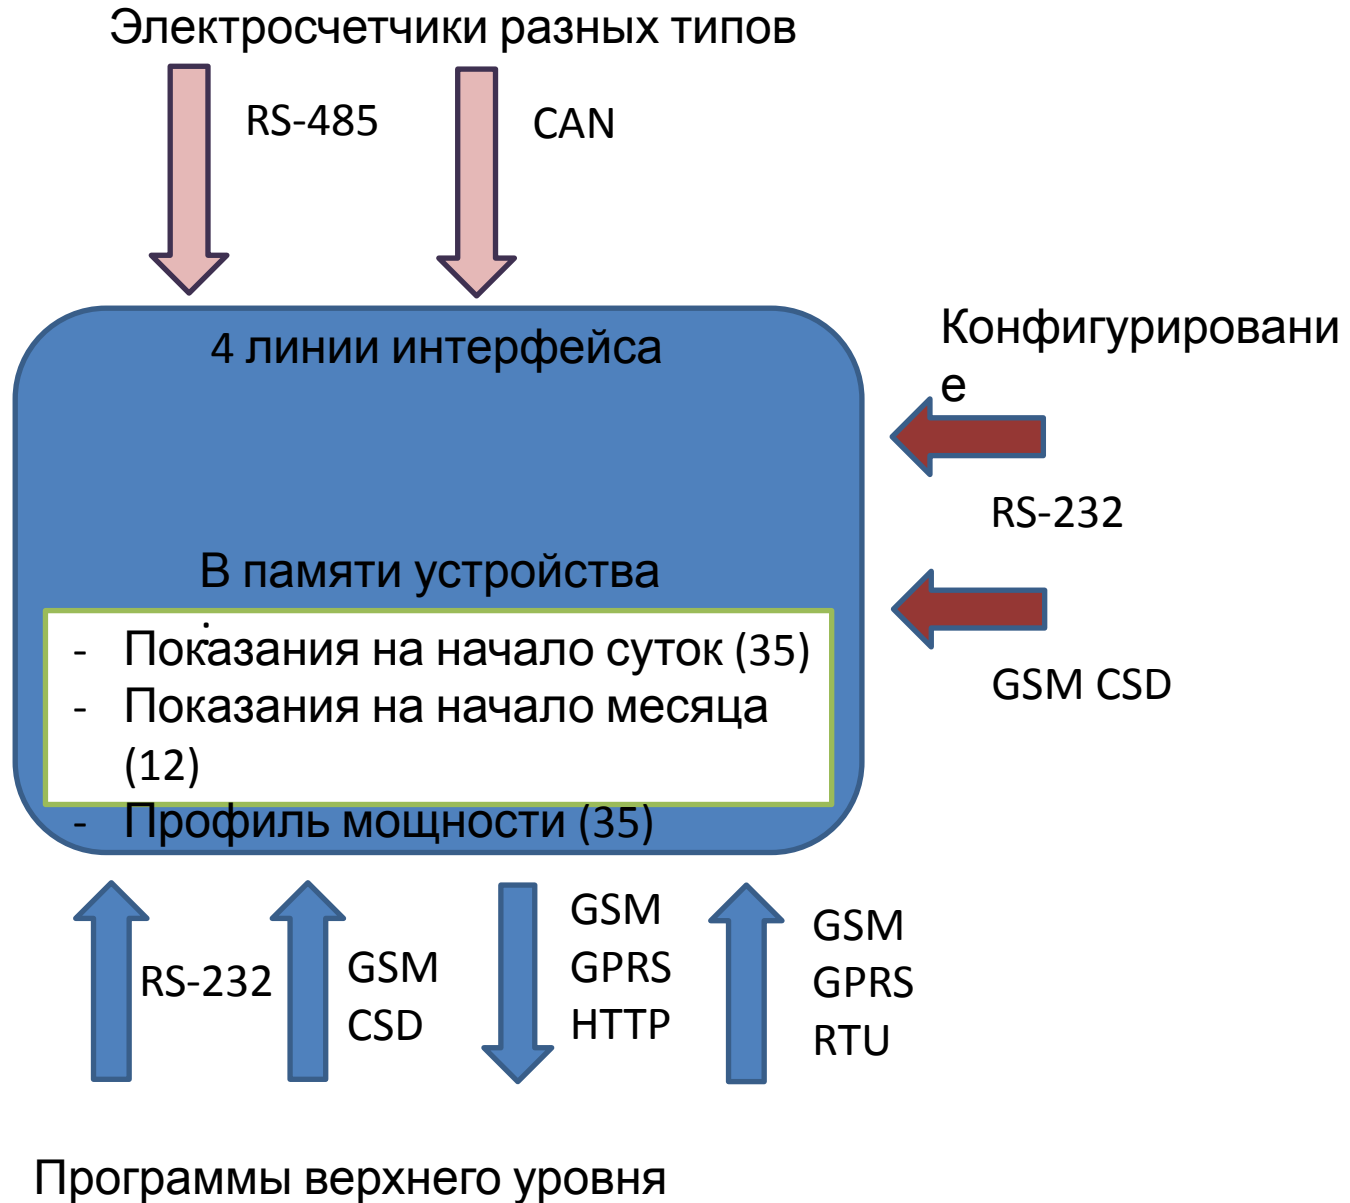 Электросчетчики разных типов
RS-485
CAN
4 линии интерфейса
Конфигурировани
е
RS-232
GSM CSD
В памяти устройства
:
- Показания на начало суток (35)
- Показания на начало месяца
(12)
- Профиль мощности (35)
RS-232
GSM
CSD
GSM
GPRS
HTTP
GSM
GPRS
RTU
Программы верхнего уровня